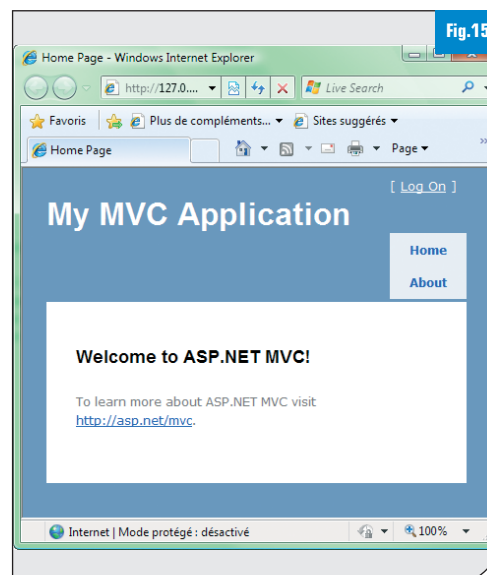 Fig.15
Home Page - Windows Internet Explorer
http://127.0.... Live Search
Favoris Plus de compléments... Sites suggérés
Home Page Page »
[ Log On ]
My MVC Application
Home
About
Welcome to ASP.NET MVC!
To learn more about ASP.NET MVC visit
http://asp.net/mvc.
Internet | Mode protégé : désactivé 100%